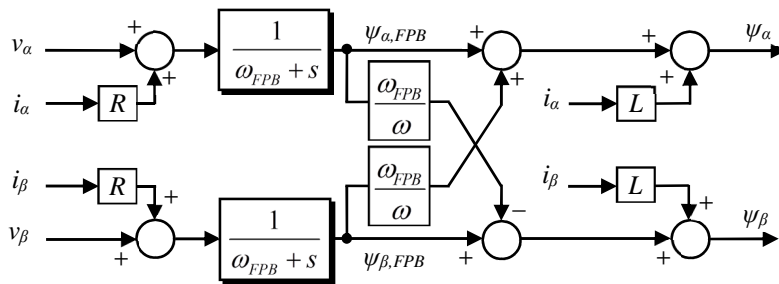 + + 1 ψα,FPB + + ψα
vα ωFPB + s
+ + +
iα R ωFPB iα L
ω
iβ R ωFPB iβ L
+ ω − +
1
vβ ωFPB + s ψβ
+ ψβ,FPB + +